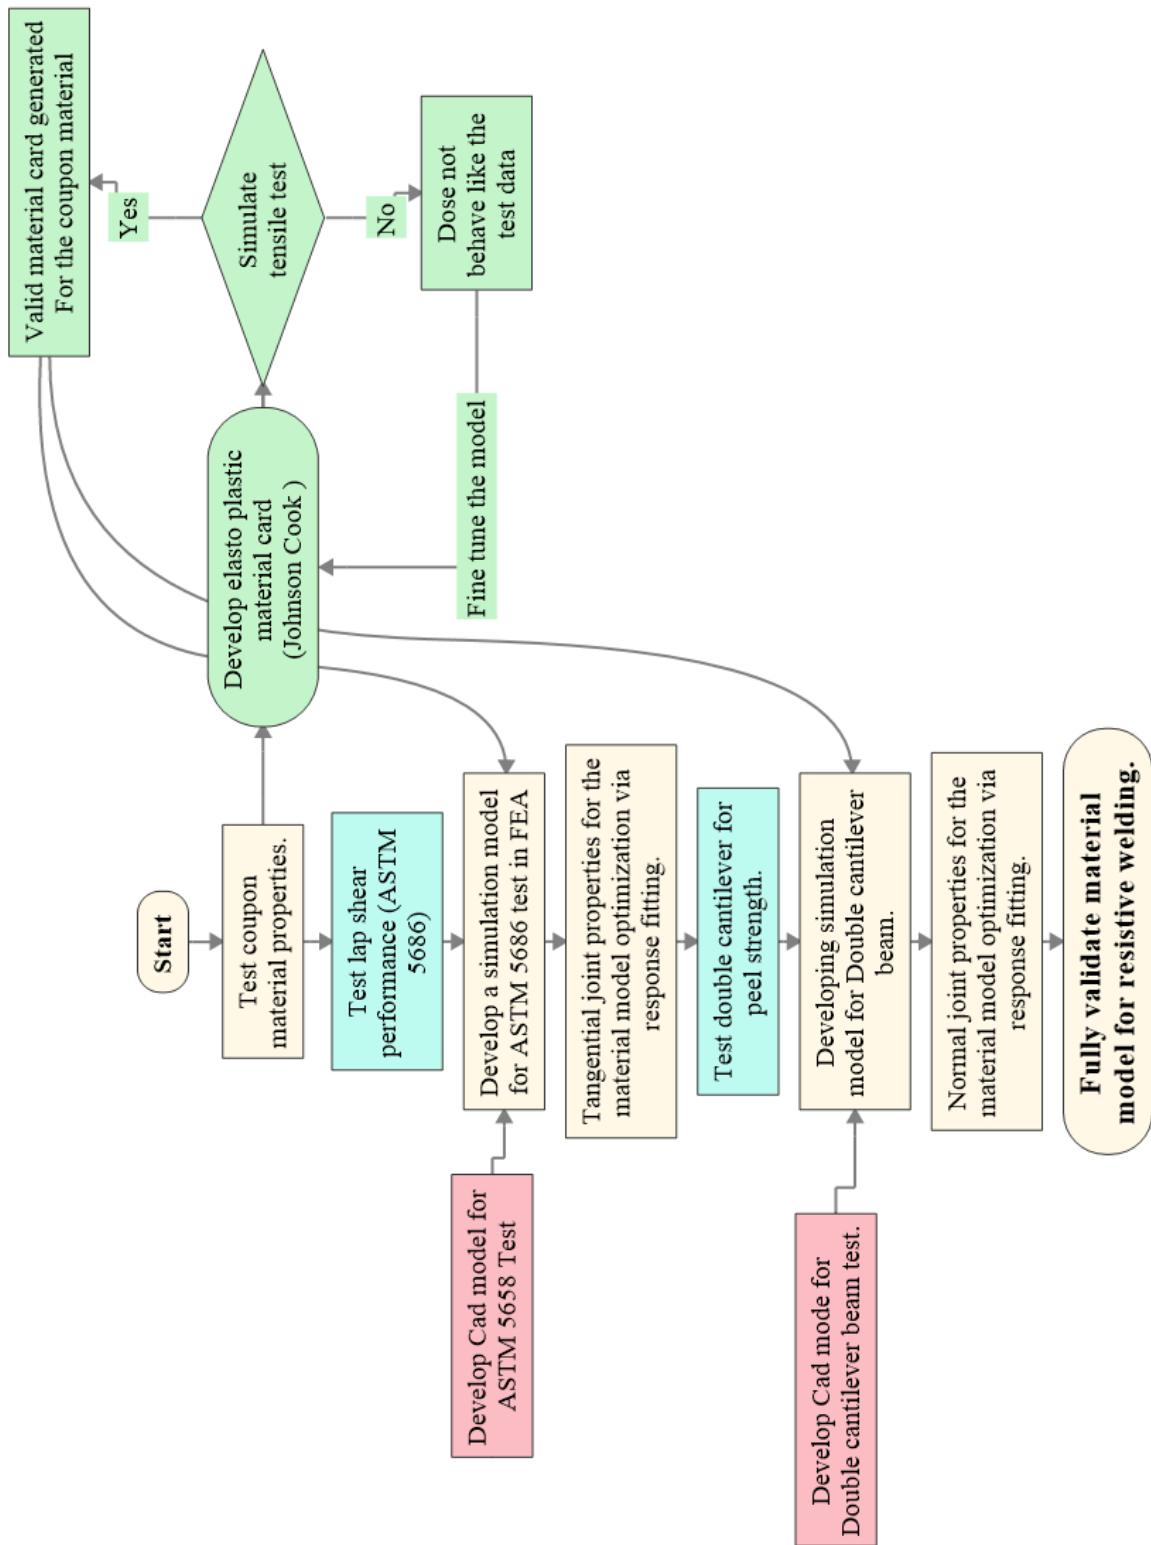 Start
Test coupon
material properties.
Develop elasto plastic
material card
(Johnson Cook )
Simulate
tensile test
Yes
Valid material card generated
For the coupon material
No
Dose not
behave like the
test data
Fine tune the model
Test lap shear
performance (ASTM
5686)
Develop Cad model for
ASTM 5658 Test
Develop a simulation model
for ASTM 5686 test in FEA
Tangential joint properties for the
material model optimization via
response fitting.
Test double cantilever for
peel strength.
Develop Cad mode for
Double cantilever beam test.
Developing simulation
model for Double cantilever
beam.
Normal joint properties for the
material model optimization via
response fitting.
Fully validate material
model for resistive welding.